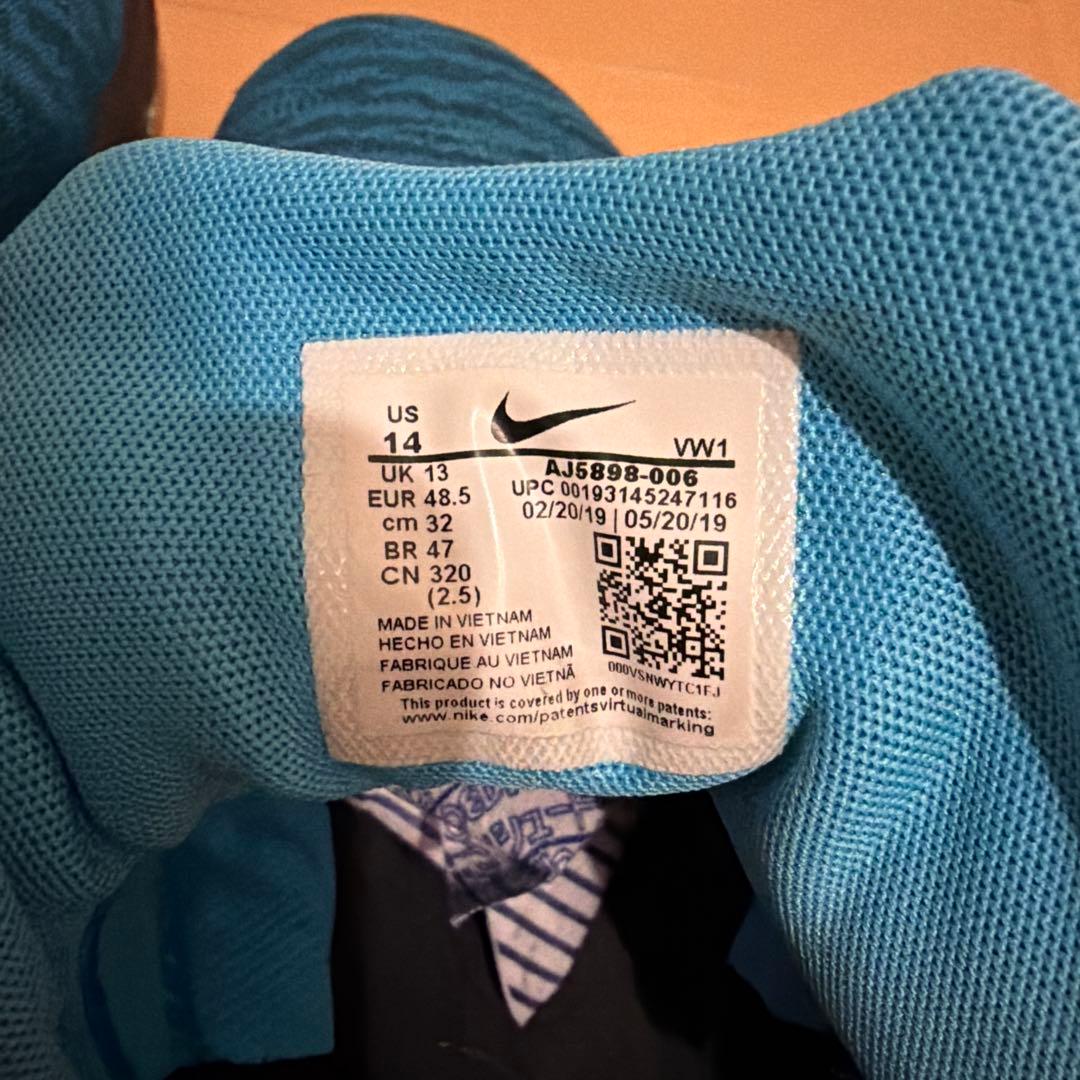 US
14
VW1
UK 13
EUR 48.5
cm 32
BR 47
CN 320
(2.5)
AJ5898-006
UPC 00193145247116
02/20/19 | 05/20/19
000VSNWYTC1FJ
MADE IN VIETNAM
HECHO EN VIETNAM
FABRIQUE AU VIETNAM
FABRICADO NO VIETNÃ
This product is covered by one or more patents:
www.nike.com/patentsvirtualmarking